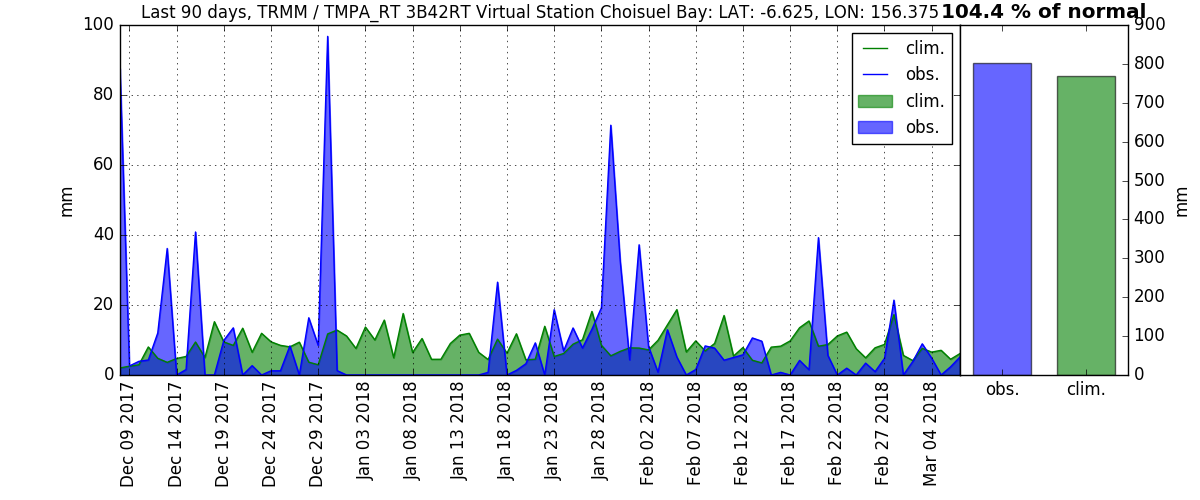 Last 90 days, TRMM / TMPA_RT 3B42RT Virtual Station Choisuel Bay: LAT: -6.625, LON: 156.375
104.4 % of normal
100
80
60
40
20
0
mm
clim.
obs.
clim.
obs.
Dec 09 2017
Dec 14 2017
Dec 19 2017
Dec 24 2017
Dec 29 2017
Jan 03 2018
Jan 08 2018
Jan 13 2018
Jan 18 2018
Jan 23 2018
Jan 28 2018
Feb 02 2018
Feb 07 2018
Feb 12 2018
Feb 17 2018
Feb 22 2018
Feb 27 2018
Mar 04 2018
900
800
700
600
500
400
300
200
100
0
mm
obs.
clim.